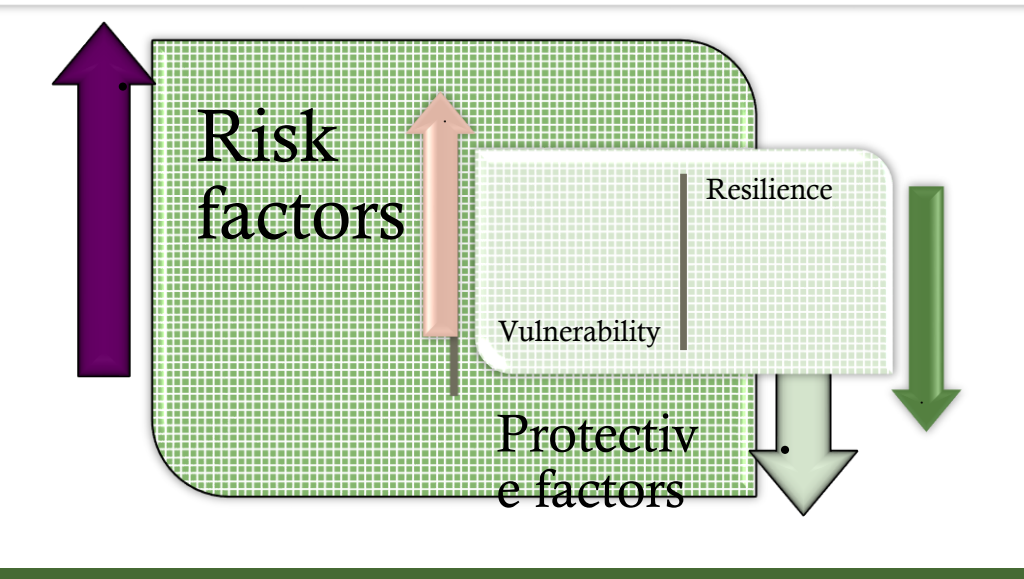 Risk
factors
Resilience
Vulnerability
Protectiv
e factors